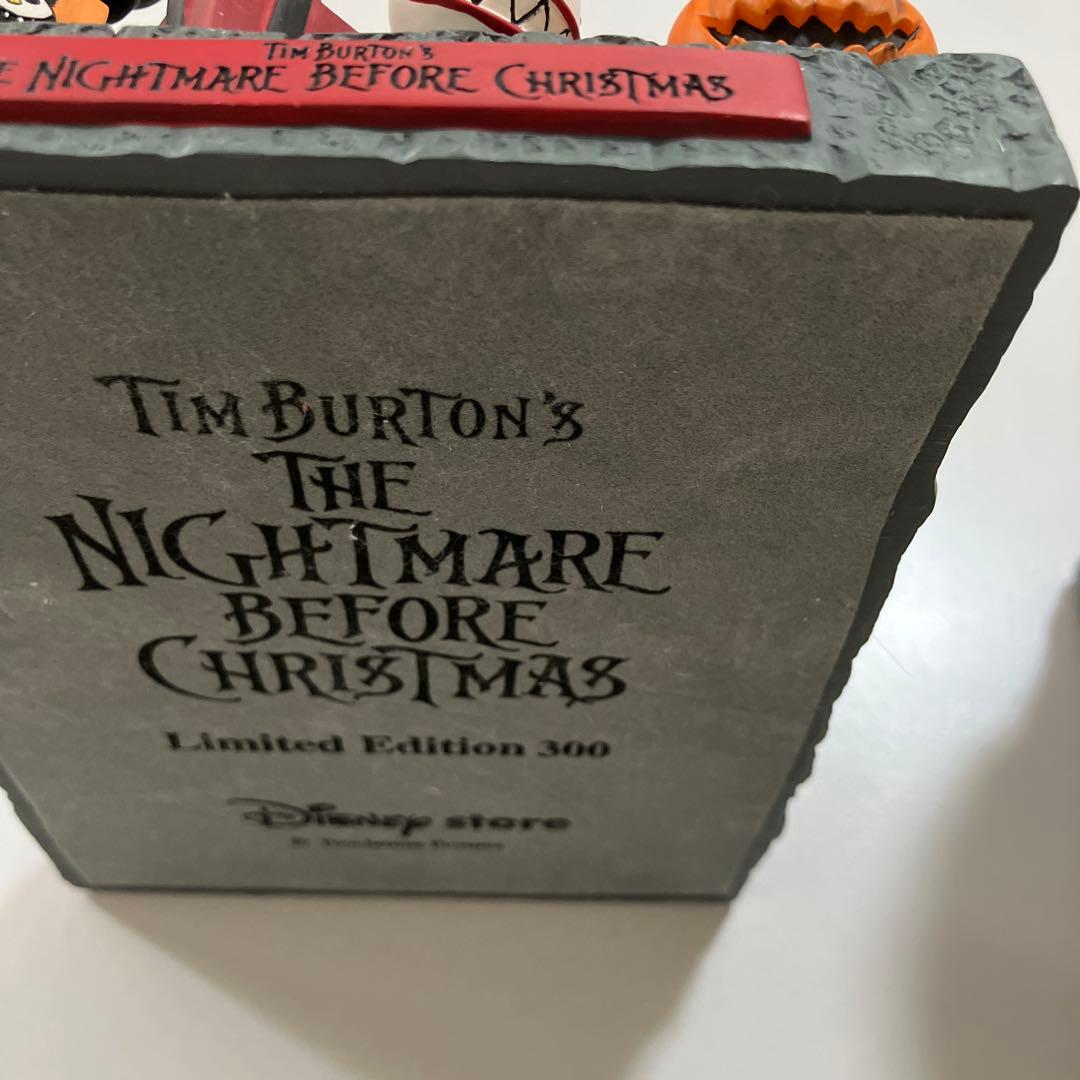 TIM BURTON'S
E NIGHTMARE BEFORE CHRISTMAS
TIM BURTON'S
THE
NIGHTMARE
BEFORE
CHRISTMAS
Limited Edition 300
Disney store